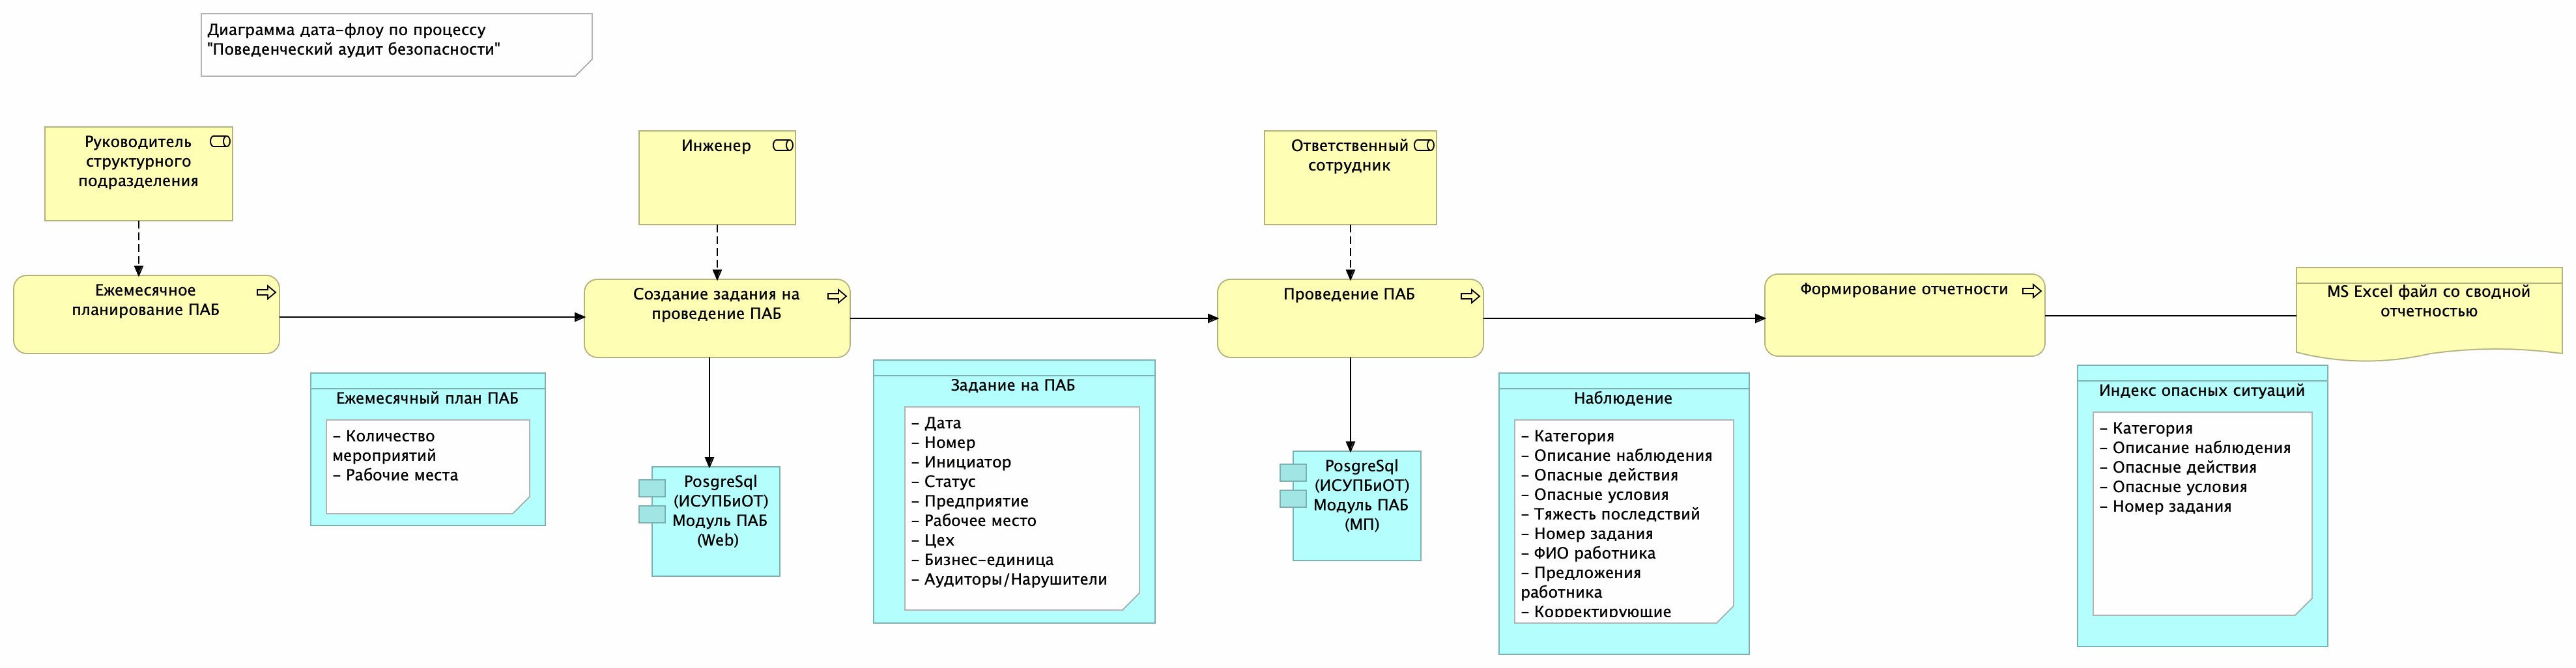 Диаграмма дата-флоу по процессу
"Поведенческий аудит безопасности"
Руководитель
структурного
подразделения
Инженер
Ответственный
сотрудник
Ежемесячное
планирование ПАБ
Создание задания на
проведение ПАБ
Проведение ПАБ
Формирование отчетности
MS Excel файл со сводной
отчетностью
Ежемесячный план ПАБ
- Количество
мероприятий
- Рабочие места
PosgreSql
(ИСУПБиОТ)
Модуль ПАБ
(Web)
Задание на ПАБ
- Дата
- Номер
- Инициатор
- Статус
- Предприятие
- Рабочее место
- Цех
- Бизнес-единица
- Аудиторы/Нарушители
PosgreSql
(ИСУПБиОТ)
Модуль ПАБ
(МП)
Наблюдение
- Категория
- Описание наблюдения
- Опасные действия
- Опасные условия
- Тяжесть последствий
- Номер задания
- ФИО работника
- Предложения
работника
- Корректирующие
Индекс опасных ситуаций
- Категория
- Описание наблюдения
- Опасные действия
- Опасные условия
- Номер задания